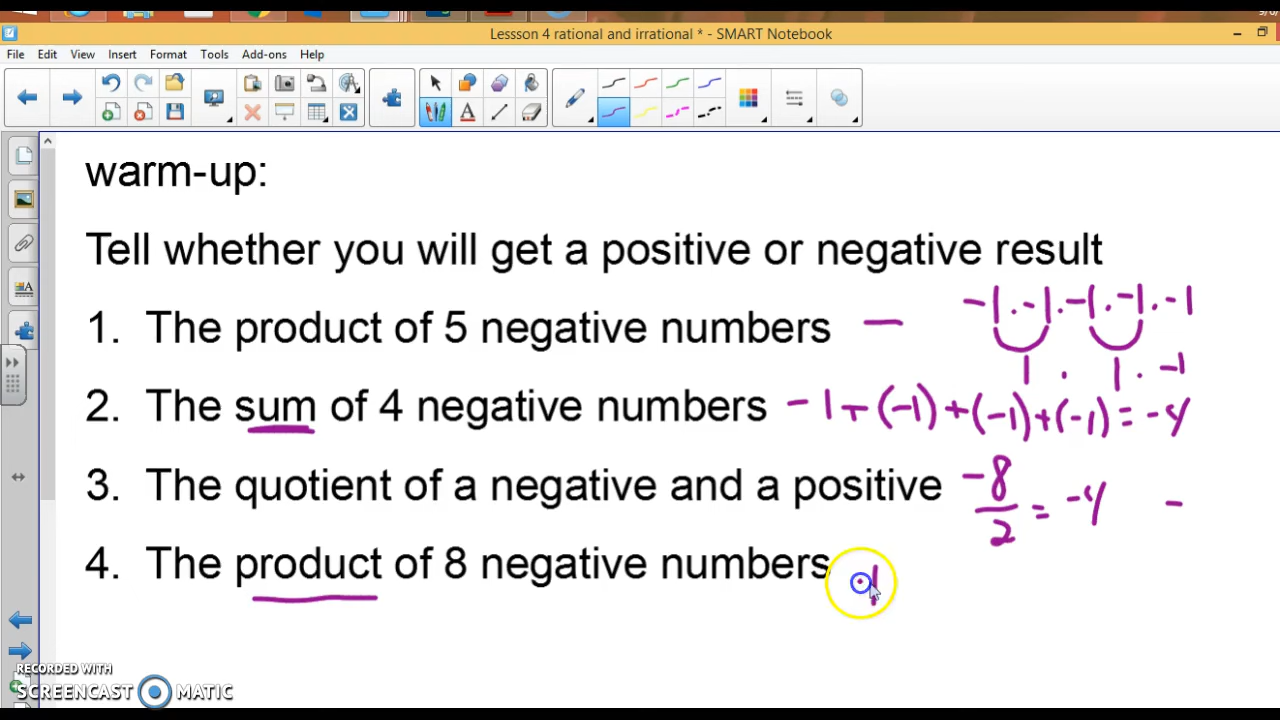 Lessson 4 rational and irrational * - SMART Notebook
File Edit View Insert Format Tools Add-ons Help
warm-up:
Tell whether you will get a positive or negative result
-1 · -1 · -1 · -1 · -1
1. The product of 5 negative numbers —
1 · 1 · -1
2. The sum of 4 negative numbers -1 + (-1) + (-1) + (-1) = -4
3. The quotient of a negative and a positive -8/2 = -4 -
4. The product of 8 negative numbers
RECORDED WITH
SCREENCAST MATIC